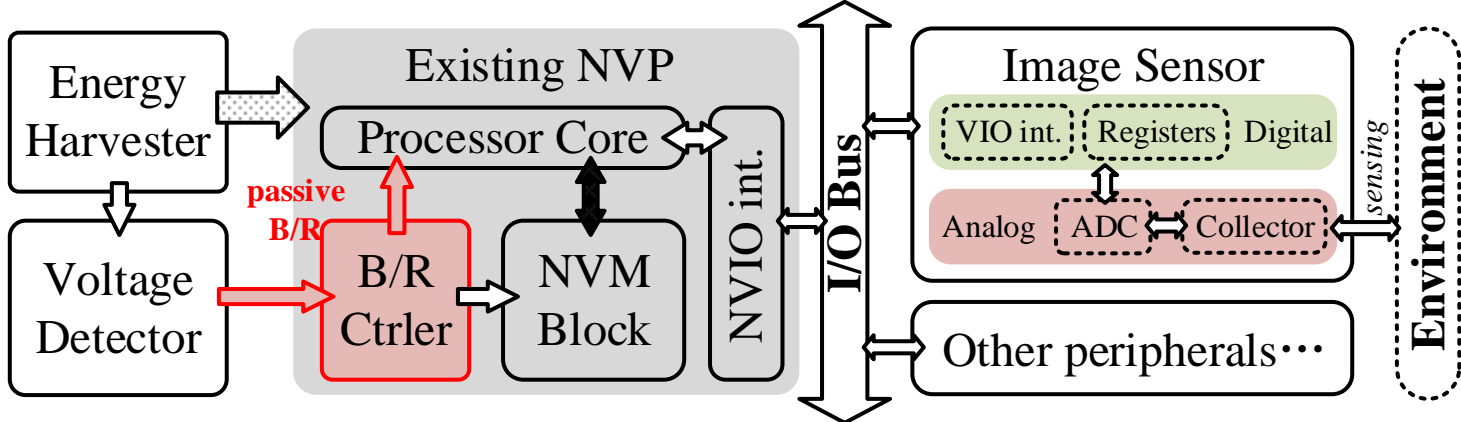 Energy
Harvester
Voltage
Detector
passive
B/R
Existing NVP
Processor Core
B/R
Ctrler
NVM
Block
NVIO int.
I/O Bus
Image Sensor
VIO int.
Registers
Digital
Analog
ADC
Collector
Other peripherals···
sensing
Environment